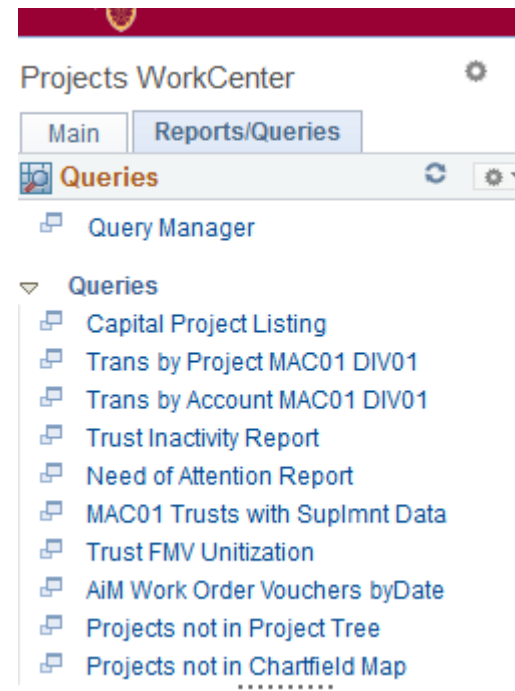 Projects WorkCenter
Main
Reports/Queries
Queries
Query Manager
Queries
Capital Project Listing
Trans by Project MAC01 DIV01
Trans by Account MAC01 DIV01
Trust Inactivity Report
Need of Attention Report
MAC01 Trusts with Suplmnt Data
Trust FMV Unitization
AiM Work Order Vouchers byDate
Projects not in Project Tree
Projects not in Chartfield Map